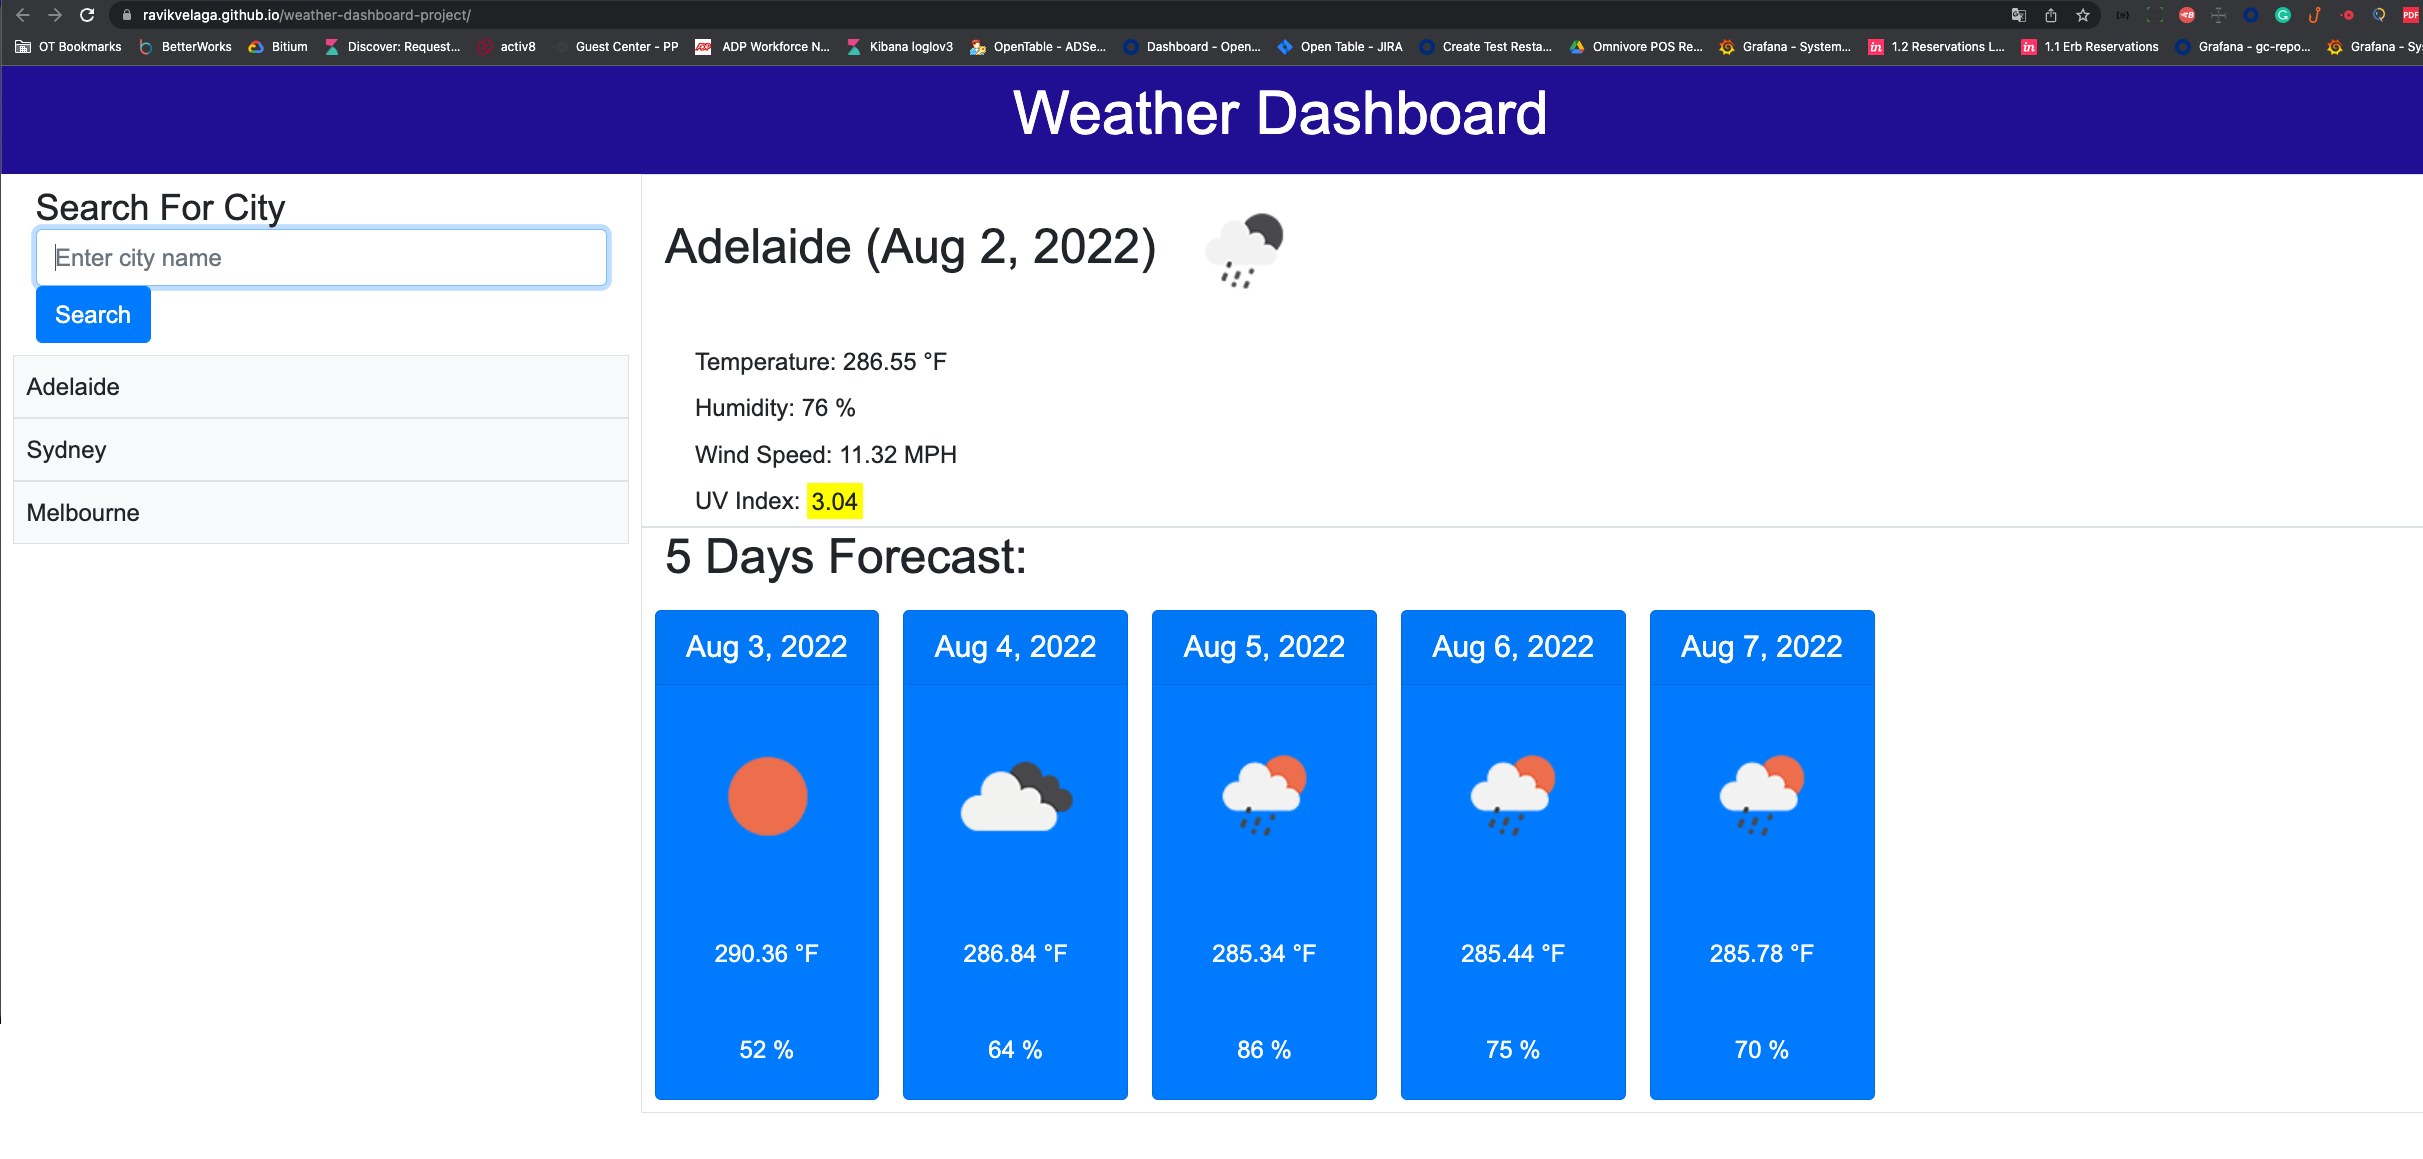 ravikvelaga.github.io/weather-dashboard-project/
OT Bookmarks BetterWorks Bitium Discover: Request... activ8 Guest Center - PP ADP Workforce N... Kibana loglov3 OpenTable - ADSe... Dashboard - Open... Open Table - JIRA Create Test Resta... Omnivore POS Re... Grafana - System... 1.2 Reservations L... 1.1 Erb Reservations Grafana - gc-repo... Grafana - Sy
Weather Dashboard
Search For City
Enter city name
Search
Adelaide
Sydney
Melbourne
Adelaide (Aug 2, 2022)
Temperature: 286.55 °F
Humidity: 76 %
Wind Speed: 11.32 MPH
UV Index: 3.04
5 Days Forecast:
Aug 3, 2022 Aug 4, 2022 Aug 5, 2022 Aug 6, 2022 Aug 7, 2022
290.36 °F 286.84 °F 285.34 °F 285.44 °F 285.78 °F
52 % 64 % 86 % 75 % 70 %